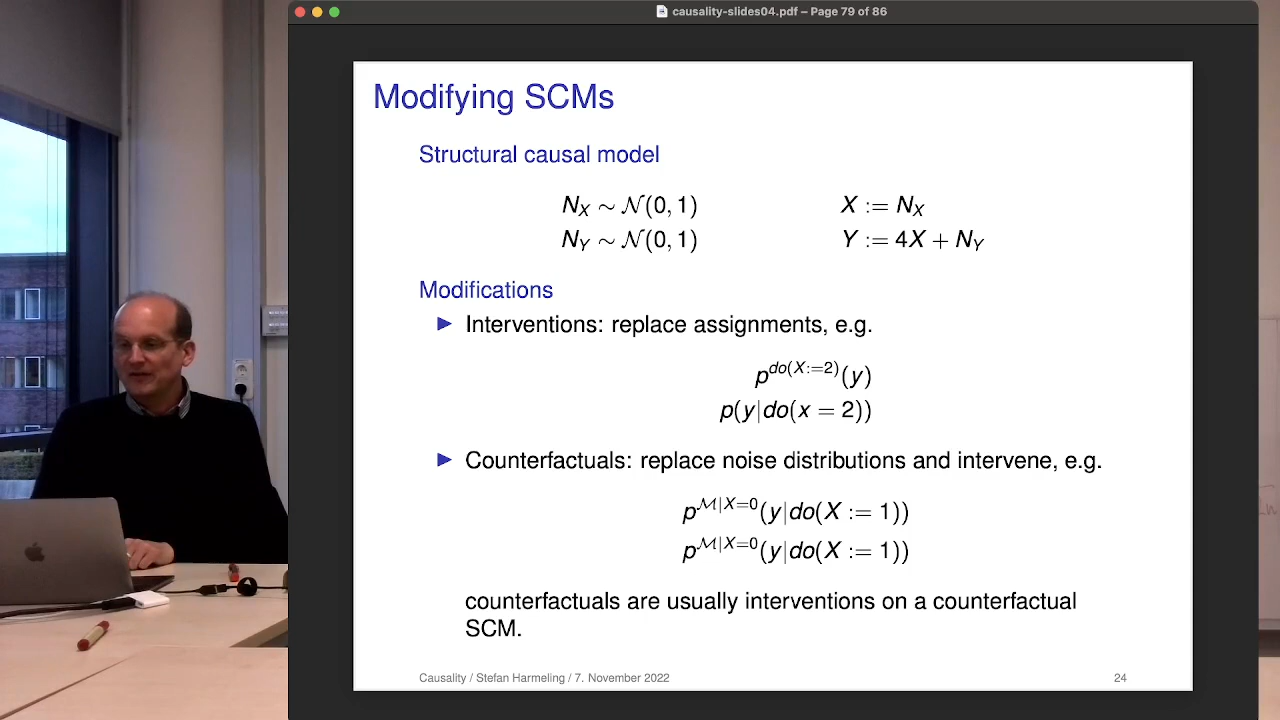 causality-slides04.pdf – Page 79 of 86
Modifying SCMs
Structural causal model
N_X ∼ 𝒩(0, 1) X := N_X
N_Y ∼ 𝒩(0, 1) Y := 4X + N_Y
Modifications
▶ Interventions: replace assignments, e.g.
p^{do(X:=2)}(y)
p(y|do(x = 2))
▶ Counterfactuals: replace noise distributions and intervene, e.g.
p^{ℳ|X=0}(y|do(X := 1))
p^{ℳ|X=0}(y|do(X := 1))
counterfactuals are usually interventions on a counterfactual
SCM.
Causality / Stefan Harmeling / 7. November 2022 24